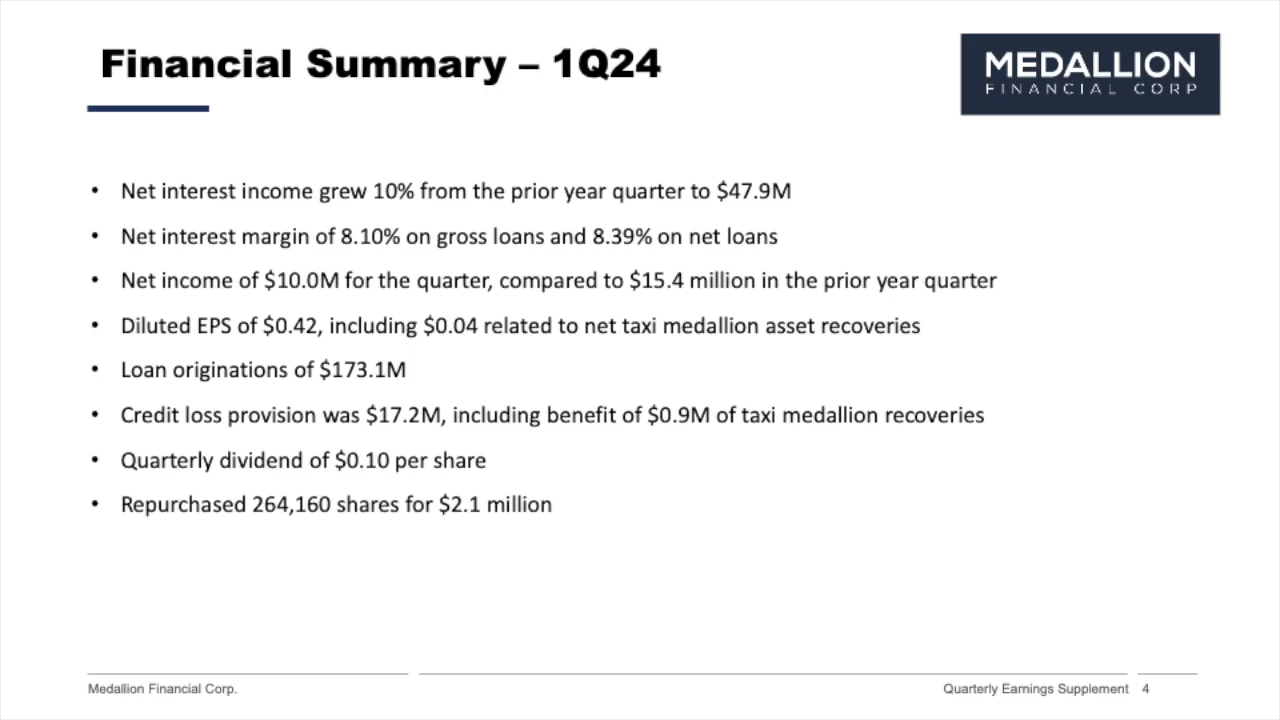 Financial Summary – 1Q24
MEDALLION
FINANCIAL CORP
• Net interest income grew 10% from the prior year quarter to $47.9M
• Net interest margin of 8.10% on gross loans and 8.39% on net loans
• Net income of $10.0M for the quarter, compared to $15.4 million in the prior year quarter
• Diluted EPS of $0.42, including $0.04 related to net taxi medallion asset recoveries
• Loan originations of $173.1M
• Credit loss provision was $17.2M, including benefit of $0.9M of taxi medallion recoveries
• Quarterly dividend of $0.10 per share
• Repurchased 264,160 shares for $2.1 million
Medallion Financial Corp.
Quarterly Earnings Supplement 4